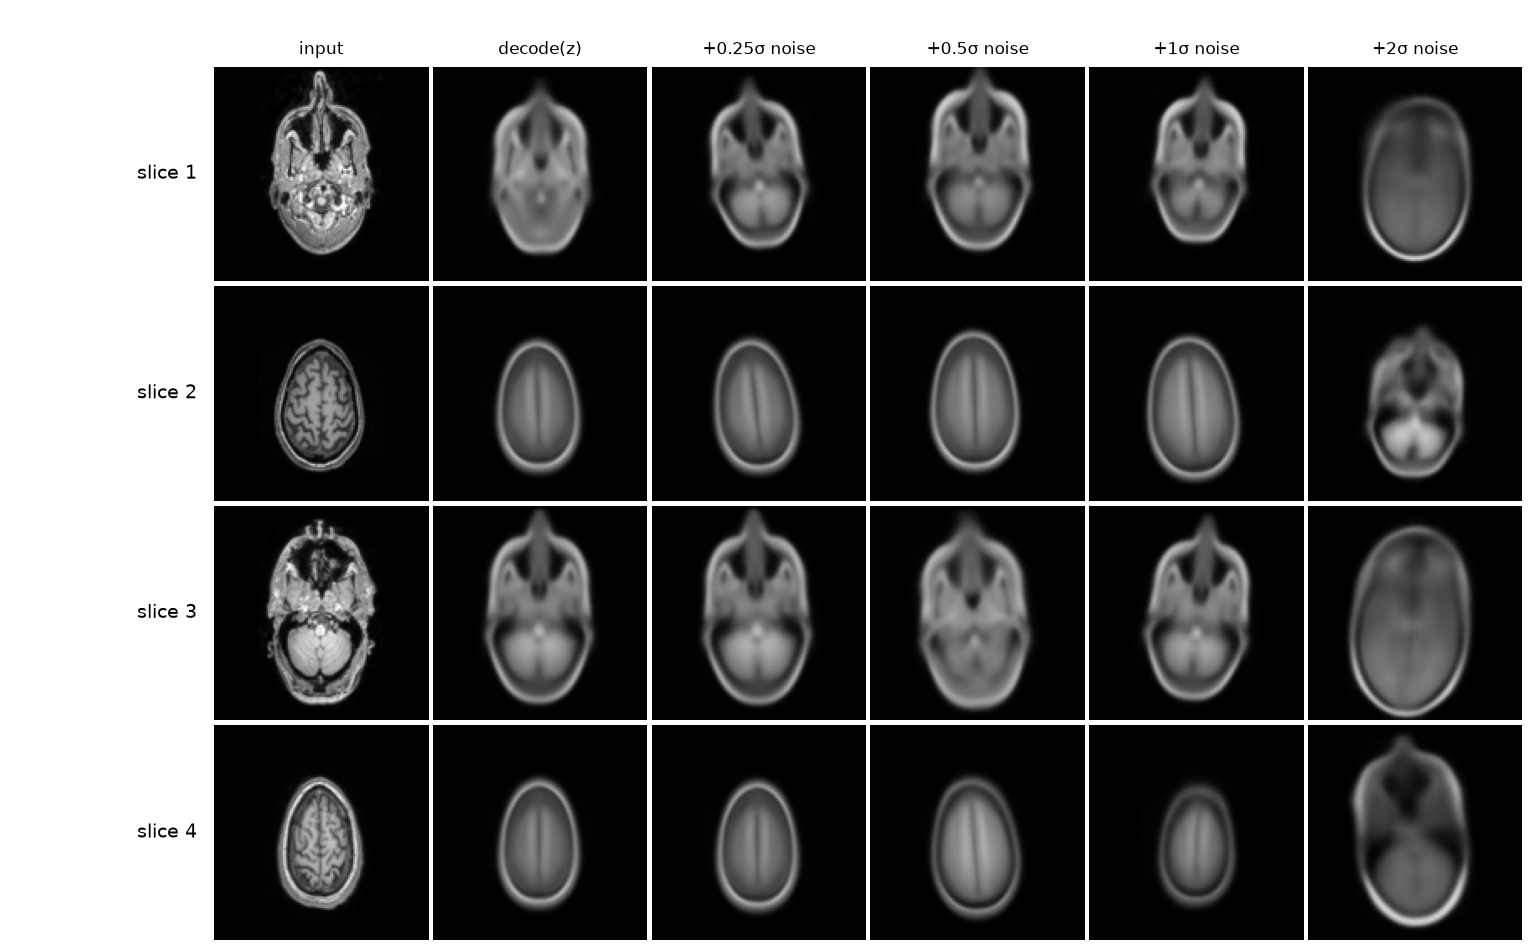 input decode(z) +0.25σ noise +0.5σ noise +1σ noise +2σ noise
slice 1
slice 2
slice 3
slice 4